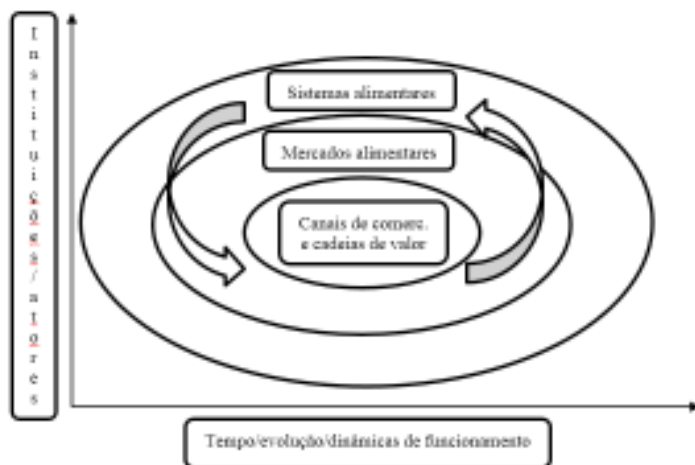 Instituições/atores
Sistemas alimentares
Mercados alimentares
Canais de comerc.
e cadeias de valor
Tempo/evolução/dinâmicas de funcionamento